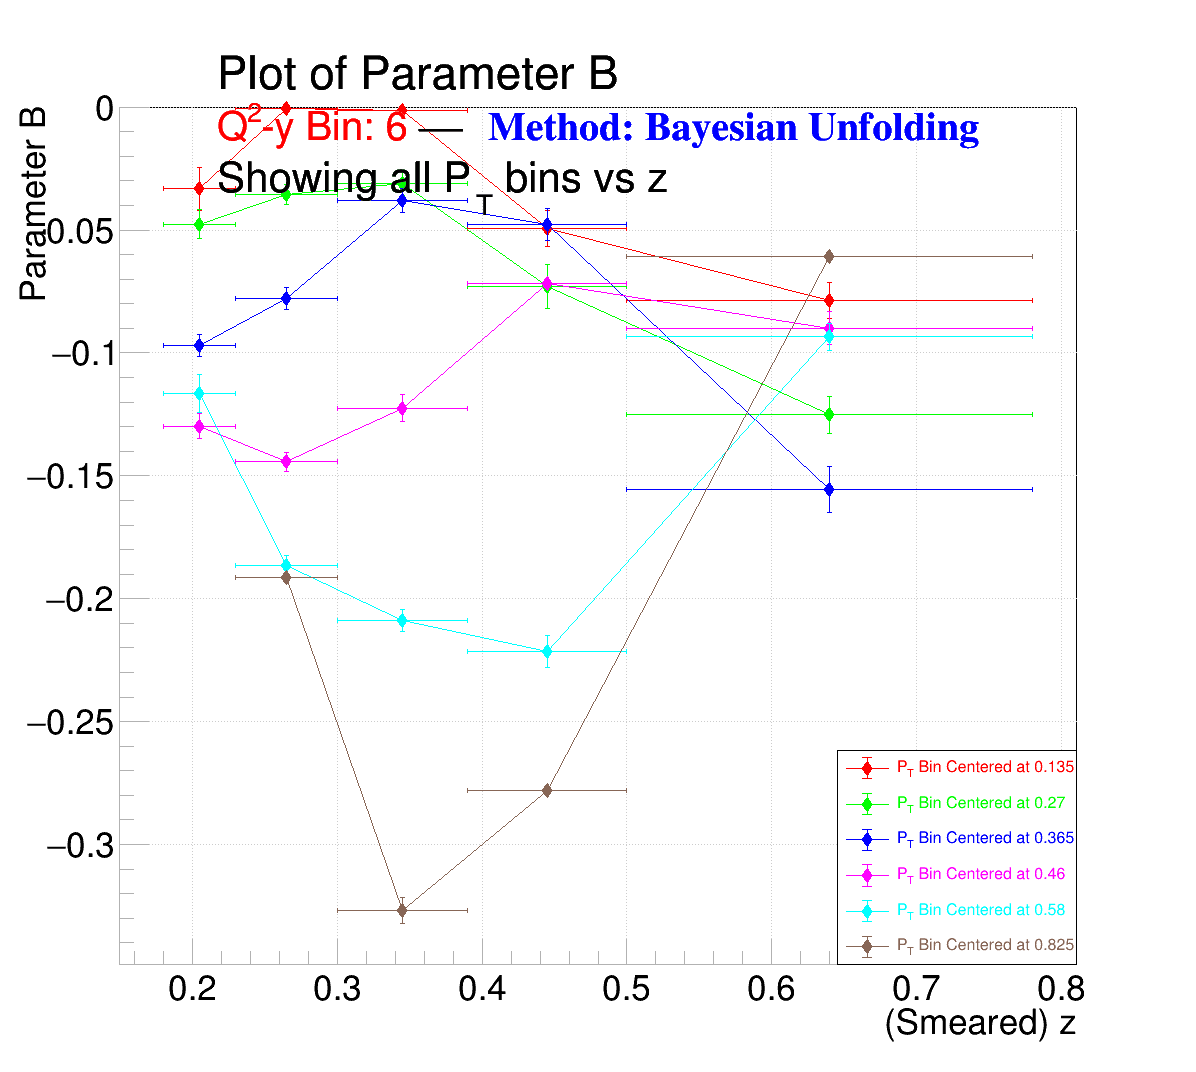 Plot of Parameter B
Q2-y Bin: 6 — Method: Bayesian Unfolding
Showing all PT bins vs z
Parameter B
0
−0.05
−0.1
−0.15
−0.2
−0.25
−0.3
PT Bin Centered at 0.135
PT Bin Centered at 0.27
PT Bin Centered at 0.365
PT Bin Centered at 0.46
PT Bin Centered at 0.58
PT Bin Centered at 0.825
0.2 0.3 0.4 0.5 0.6 0.7 0.8
(Smeared) z